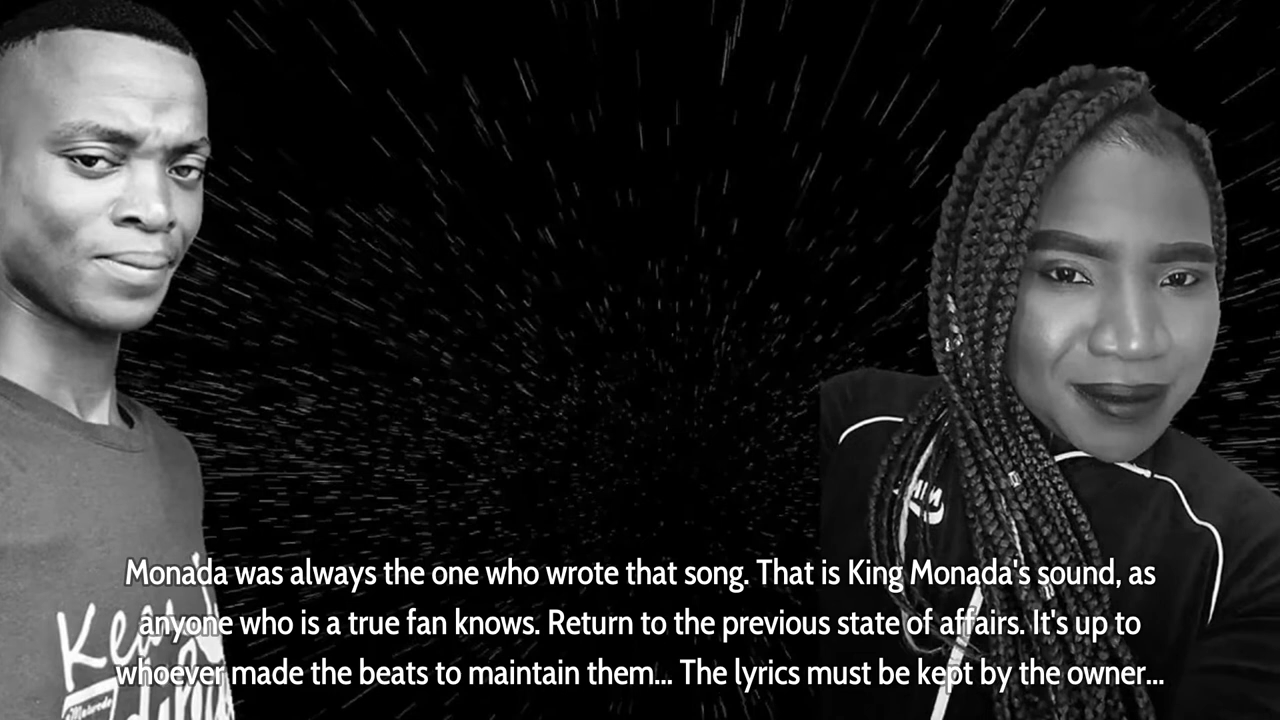 Monada was always the one who wrote that song. That is King Monada's sound, as
anyone who is a true fan knows. Return to the previous state of affairs. It's up to
whoever made the beats to maintain them... The lyrics must be kept by the owner...